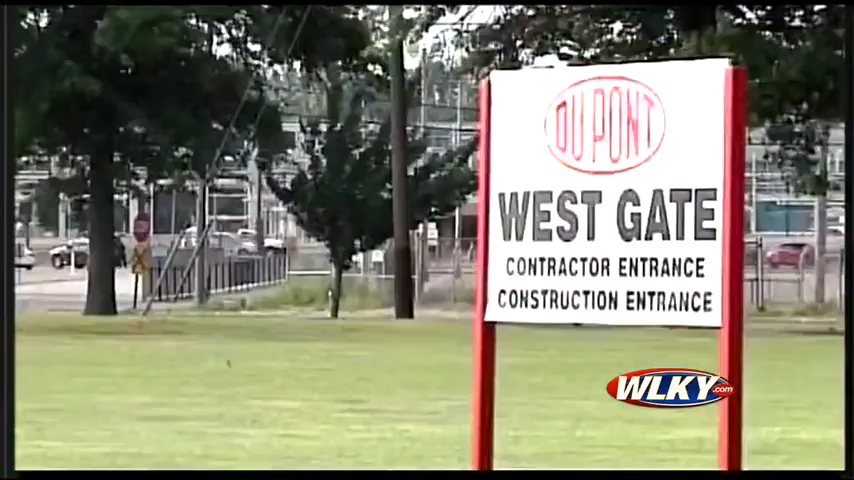 DU PONT
WEST GATE
CONTRACTOR ENTRANCE
CONSTRUCTION ENTRANCE
WLKY.com